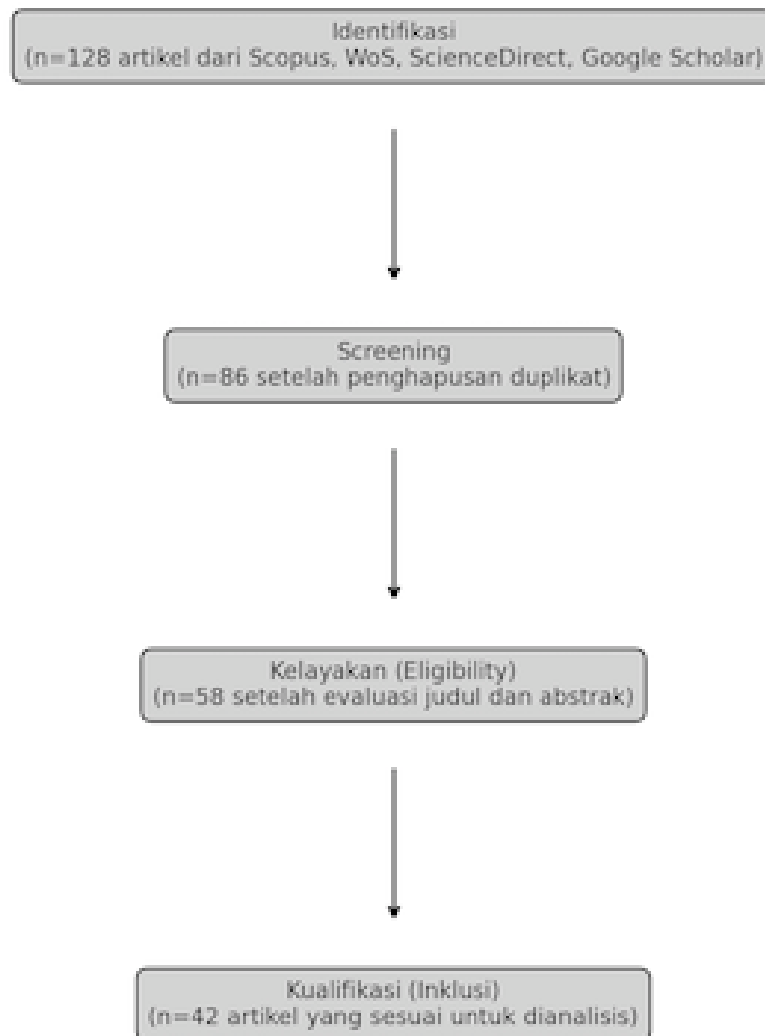 Identifikasi
(n=128 artikel dari Scopus, WoS, ScienceDirect, Google Scholar)
Screening
(n=86 setelah penghapusan duplikat)
Kelayakan (Eligibility)
(n=58 setelah evaluasi judul dan abstrak)
Kualifikasi (Inklusi)
(n=42 artikel yang sesuai untuk dianalisis)